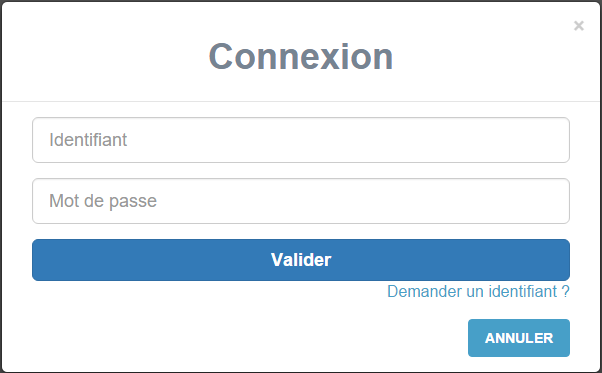 ×
Connexion
Identifiant
Mot de passe
Valider
Demander un identifiant ?
ANNULER